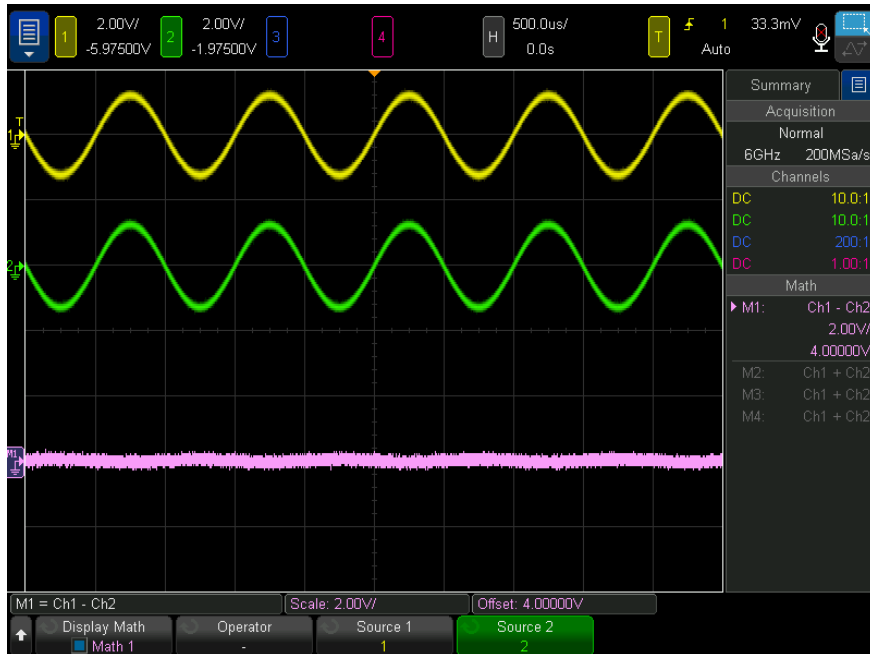 1 2.00V/ -5.97500V 2 2.00V/ -1.97500V 3 4 H 500.0us/ 0.0s T 1 33.3mV Auto
Summary
Acquisition
Normal
6GHz 200MSa/s
Channels
DC 10.0:1
DC 10.0:1
DC 200:1
DC 1.00:1
Math
M1: Ch1 - Ch2
2.00V/
4.00000V
M2: Ch1 + Ch2
M3: Ch1 + Ch2
M4: Ch1 + Ch2
T
1
2
M1
M1 = Ch1 - Ch2 Scale: 2.00V/ Offset: 4.00000V
Display Math Operator Source 1 Source 2
Math 1 - 1 2